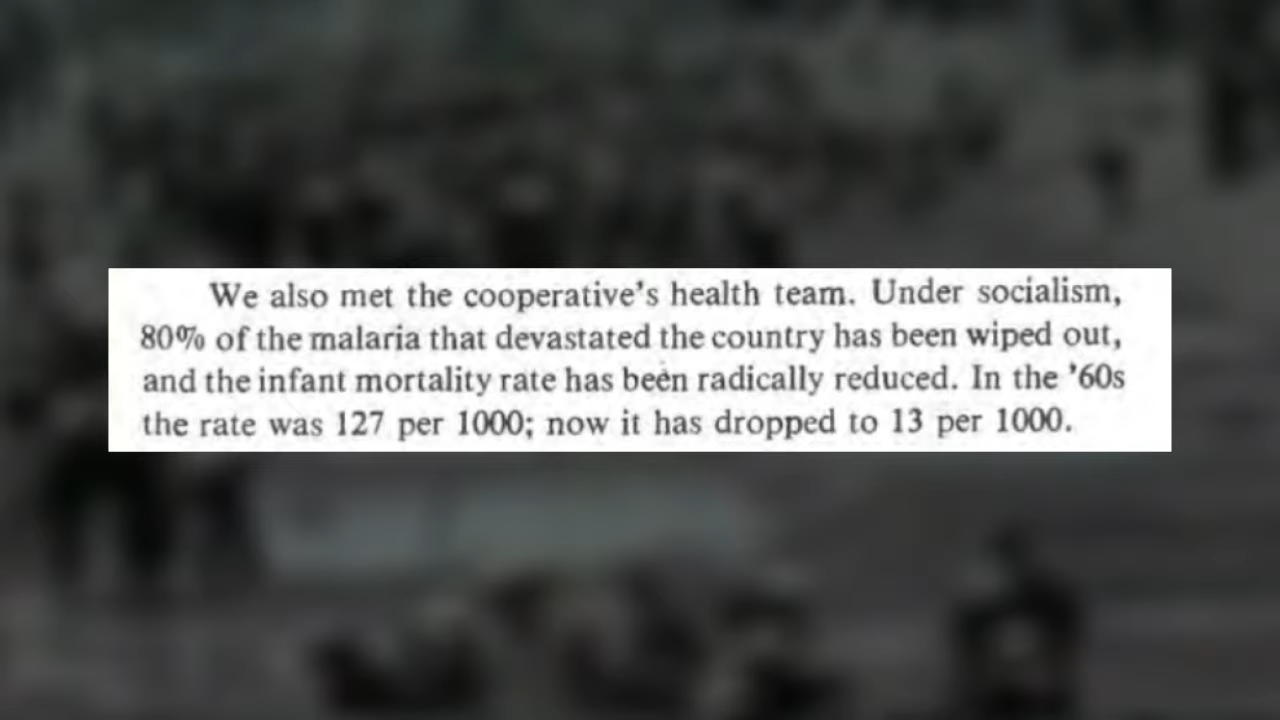 We also met the cooperative's health team. Under socialism,
80% of the malaria that devastated the country has been wiped out,
and the infant mortality rate has been radically reduced. In the '60s
the rate was 127 per 1000; now it has dropped to 13 per 1000.